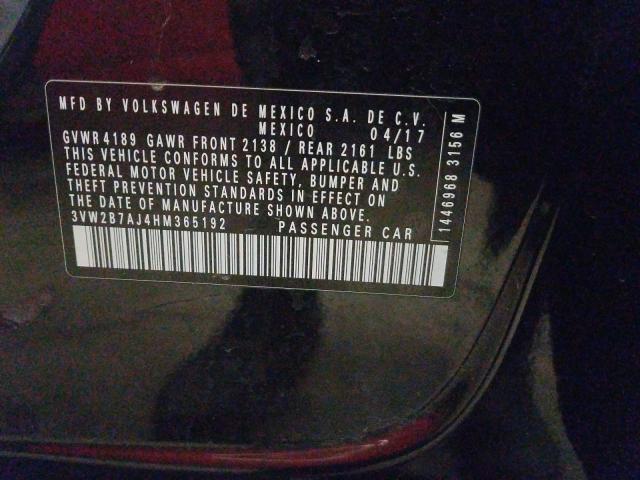 MFD BY VOLKSWAGEN DE MEXICO S.A. DE C.V.
MEXICO 04/17
GVWR 4189 GAWR FRONT 2138 / REAR 2161 LBS
THIS VEHICLE CONFORMS TO ALL APPLICABLE U.S.
FEDERAL MOTOR VEHICLE SAFETY, BUMPER AND
THEFT PREVENTION STANDARDS IN EFFECT ON
THE DATE OF MANUFACTURE SHOWN ABOVE.
3VW2B7AJ4HM365192 PASSENGER CAR
1446968 3156 M